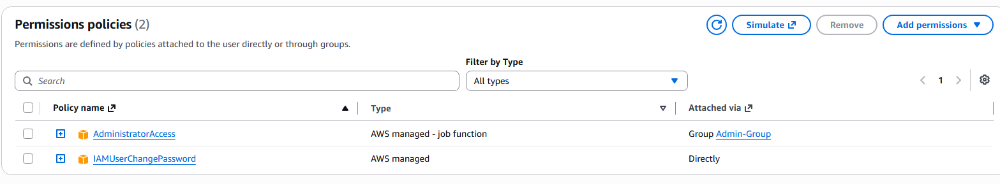 Permissions policies (2)
Simulate
Remove
Add permissions
Permissions are defined by policies attached to the user directly or through groups.
Filter by Type
Search
All types
1
Policy name
Type
Attached via
AdministratorAccess
AWS managed - job function
Group Admin-Group
IAMUserChangePassword
AWS managed
Directly